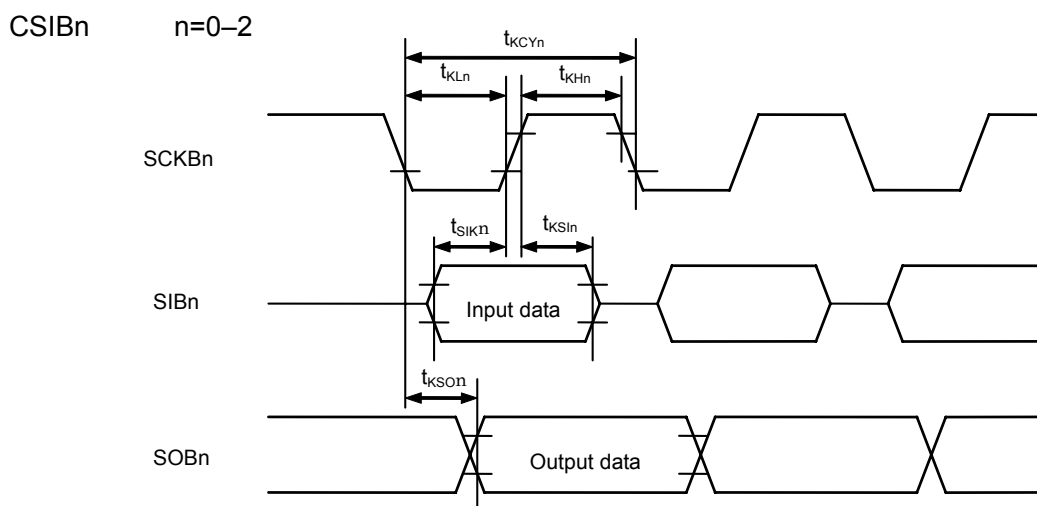 CSIBn n=0–2
tKCYn
tKLn tKHn
SCKBn
tSIKn tKSIn
SIBn Input data
tKSOn
SOBn Output data